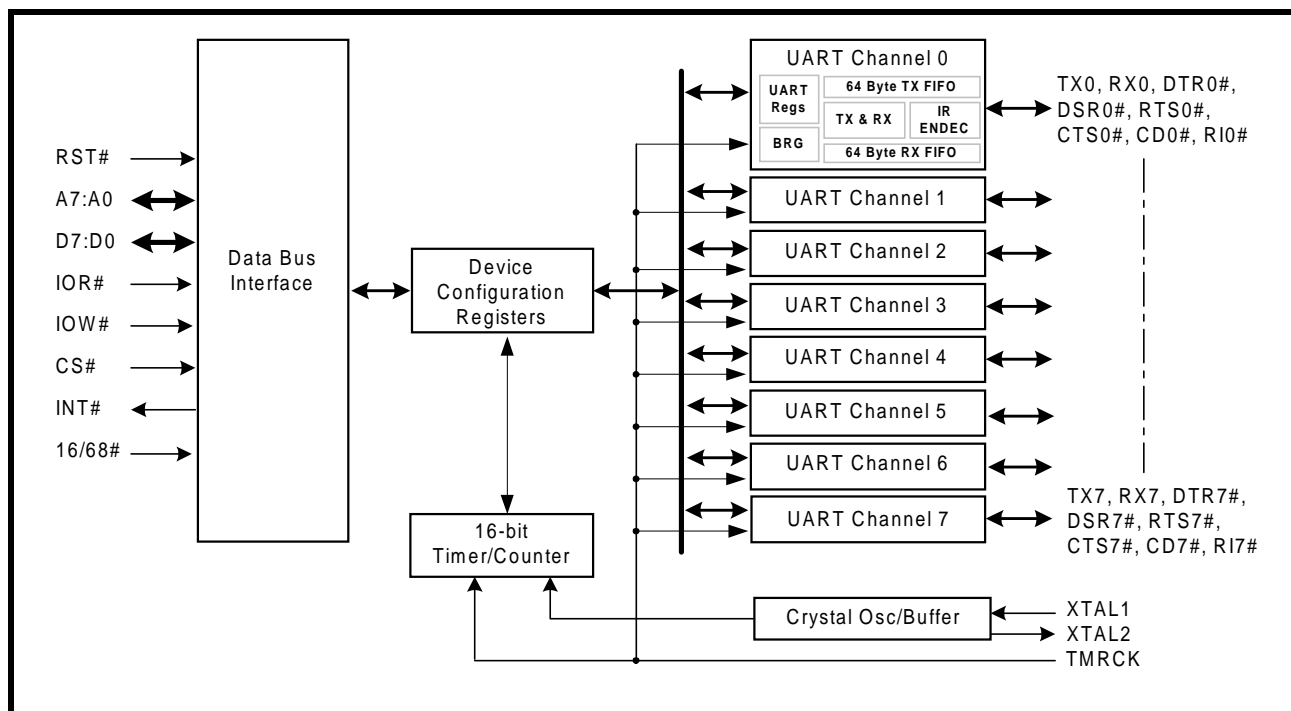 RST#
A7:A0
D7:D0
IOR#
IOW#
CS#
INT#
16/68#
Data Bus
Interface
Device
Configuration
Registers
16-bit
Timer/Counter
UART Channel 0
UART
Regs
BRG
64 Byte TX FIFO
TX & RX
IR
ENDEC
64 Byte RX FIFO
UART Channel 1
UART Channel 2
UART Channel 3
UART Channel 4
UART Channel 5
UART Channel 6
UART Channel 7
Crystal Osc/Buffer
TX0, RX0, DTR0#,
DSR0#, RTS0#,
CTS0#, CD0#, RI0#
TX7, RX7, DTR7#,
DSR7#, RTS7#,
CTS7#, CD7#, RI7#
XTAL1
XTAL2
TMRCK